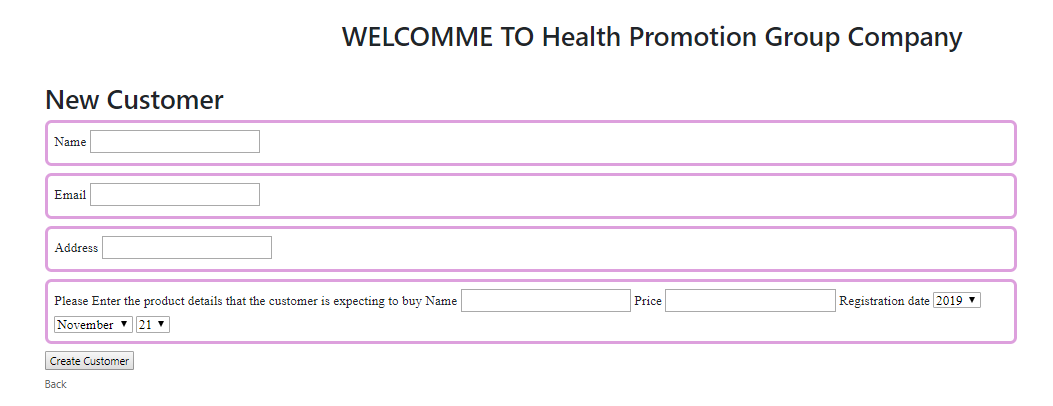 WELCOMME TO Health Promotion Group Company
New Customer
Name
Email
Address
Please Enter the product details that the customer is expecting to buy Name Price Registration date 2019
November 21
Create Customer
Back